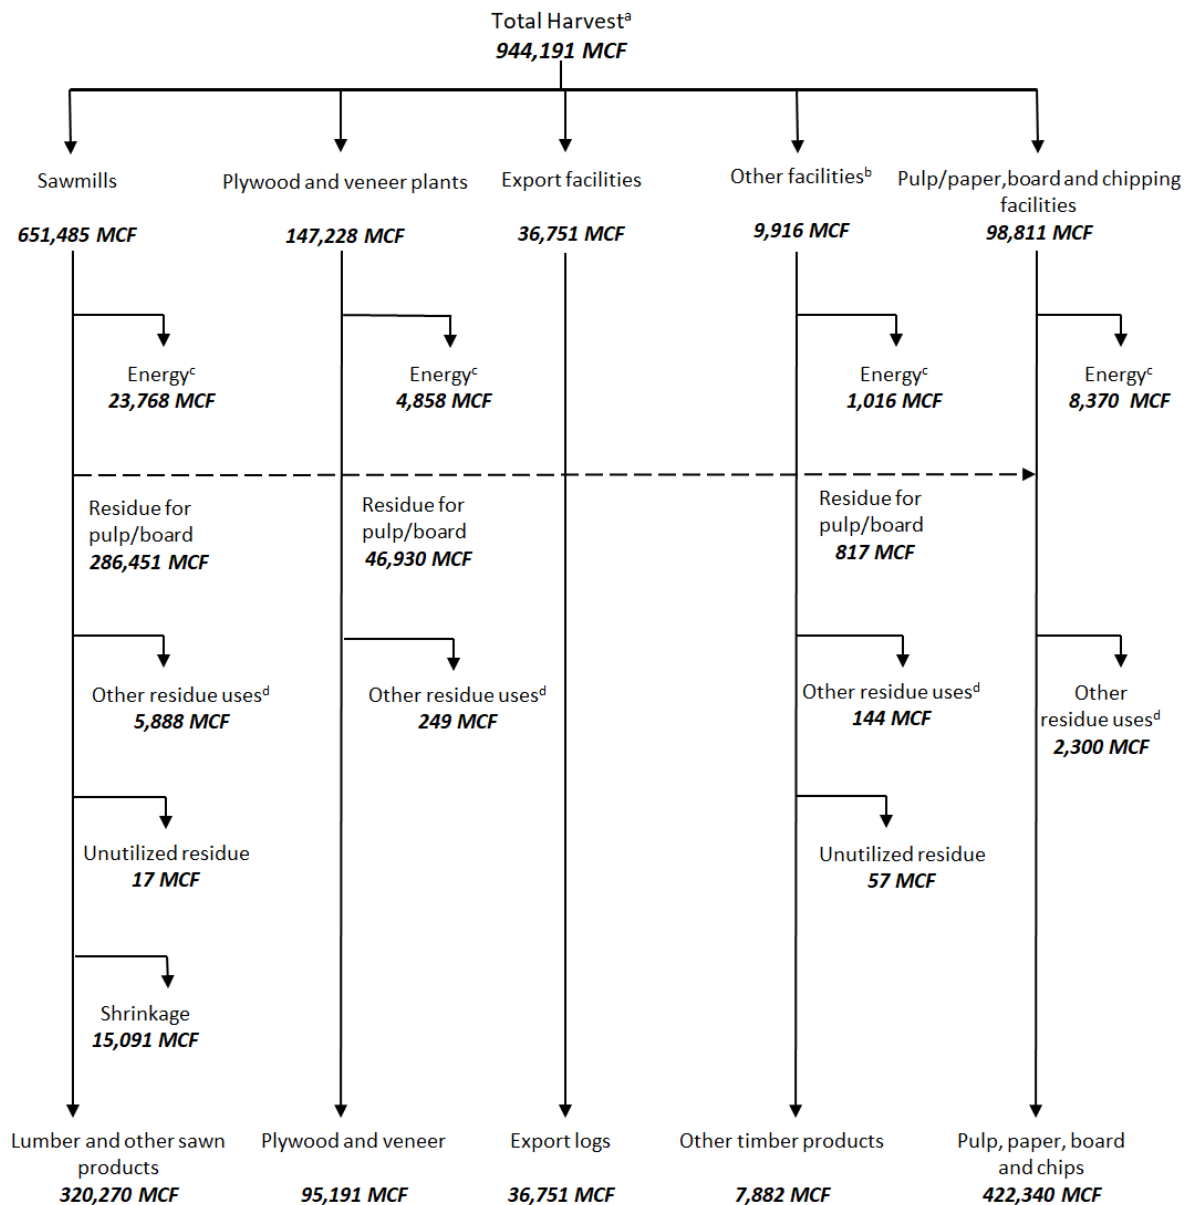 Total Harvestᵃ
944,191 MCF
Sawmills
651,485 MCF
Plywood and veneer plants
147,228 MCF
Export facilities
36,751 MCF
Other facilitiesᵇ
9,916 MCF
Pulp/paper,board and chipping
facilities
98,811 MCF
Energyᶜ
23,768 MCF
Energyᶜ
4,858 MCF
Energyᶜ
1,016 MCF
Energyᶜ
8,370 MCF
Residue for
pulp/board
286,451 MCF
Residue for
pulp/board
46,930 MCF
Residue for
pulp/board
817 MCF
Other residue usesᵈ
5,888 MCF
Other residue usesᵈ
249 MCF
Other residue usesᵈ
144 MCF
Other
residue usesᵈ
2,300 MCF
Unutilized residue
17 MCF
Unutilized residue
57 MCF
Shrinkage
15,091 MCF
Lumber and other sawn
products
320,270 MCF
Plywood and veneer
95,191 MCF
Export logs
36,751 MCF
Other timber products
7,882 MCF
Pulp, paper, board
and chips
422,340 MCF